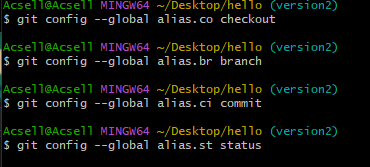 Acsell@Acsell MINGW64 ~/Desktop/hello (version2)
$ git config --global alias.co checkout
Acsell@Acsell MINGW64 ~/Desktop/hello (version2)
$ git config --global alias.br branch
Acsell@Acsell MINGW64 ~/Desktop/hello (version2)
$ git config --global alias.ci commit
Acsell@Acsell MINGW64 ~/Desktop/hello (version2)
$ git config --global alias.st status